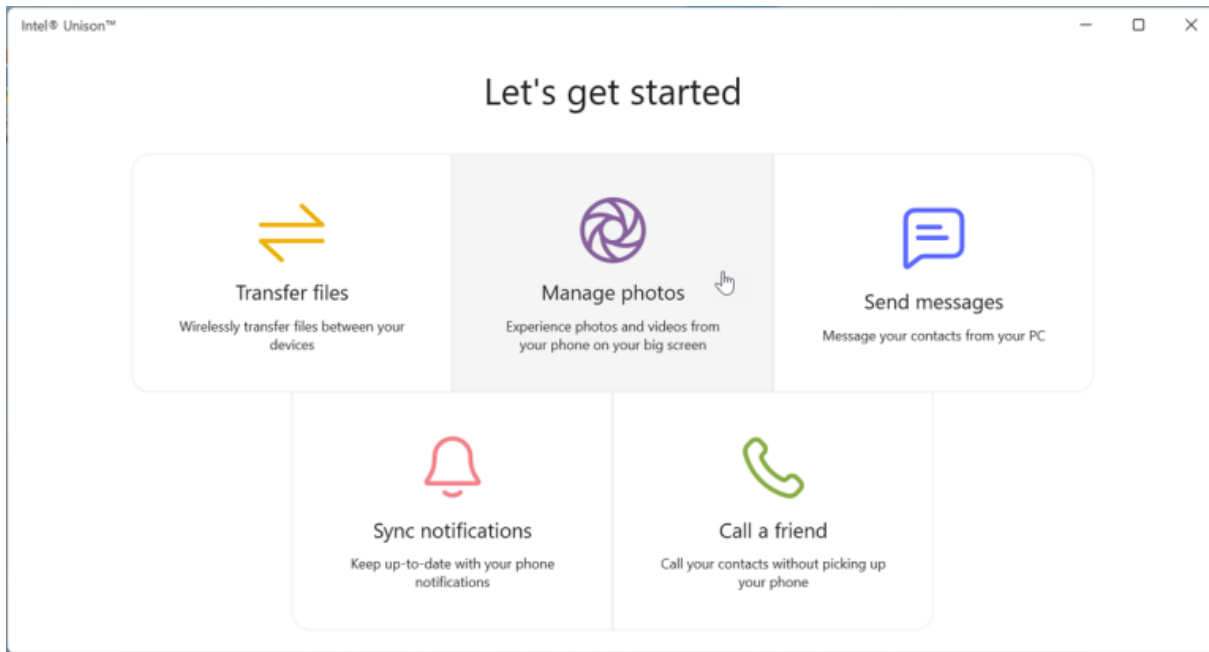 Intel® Unison™
Let's get started
Transfer files
Wirelessly transfer files between your
devices
Manage photos
Experience photos and videos from
your phone on your big screen
Send messages
Message your contacts from your PC
Sync notifications
Keep up-to-date with your phone
notifications
Call a friend
Call your contacts without picking up
your phone